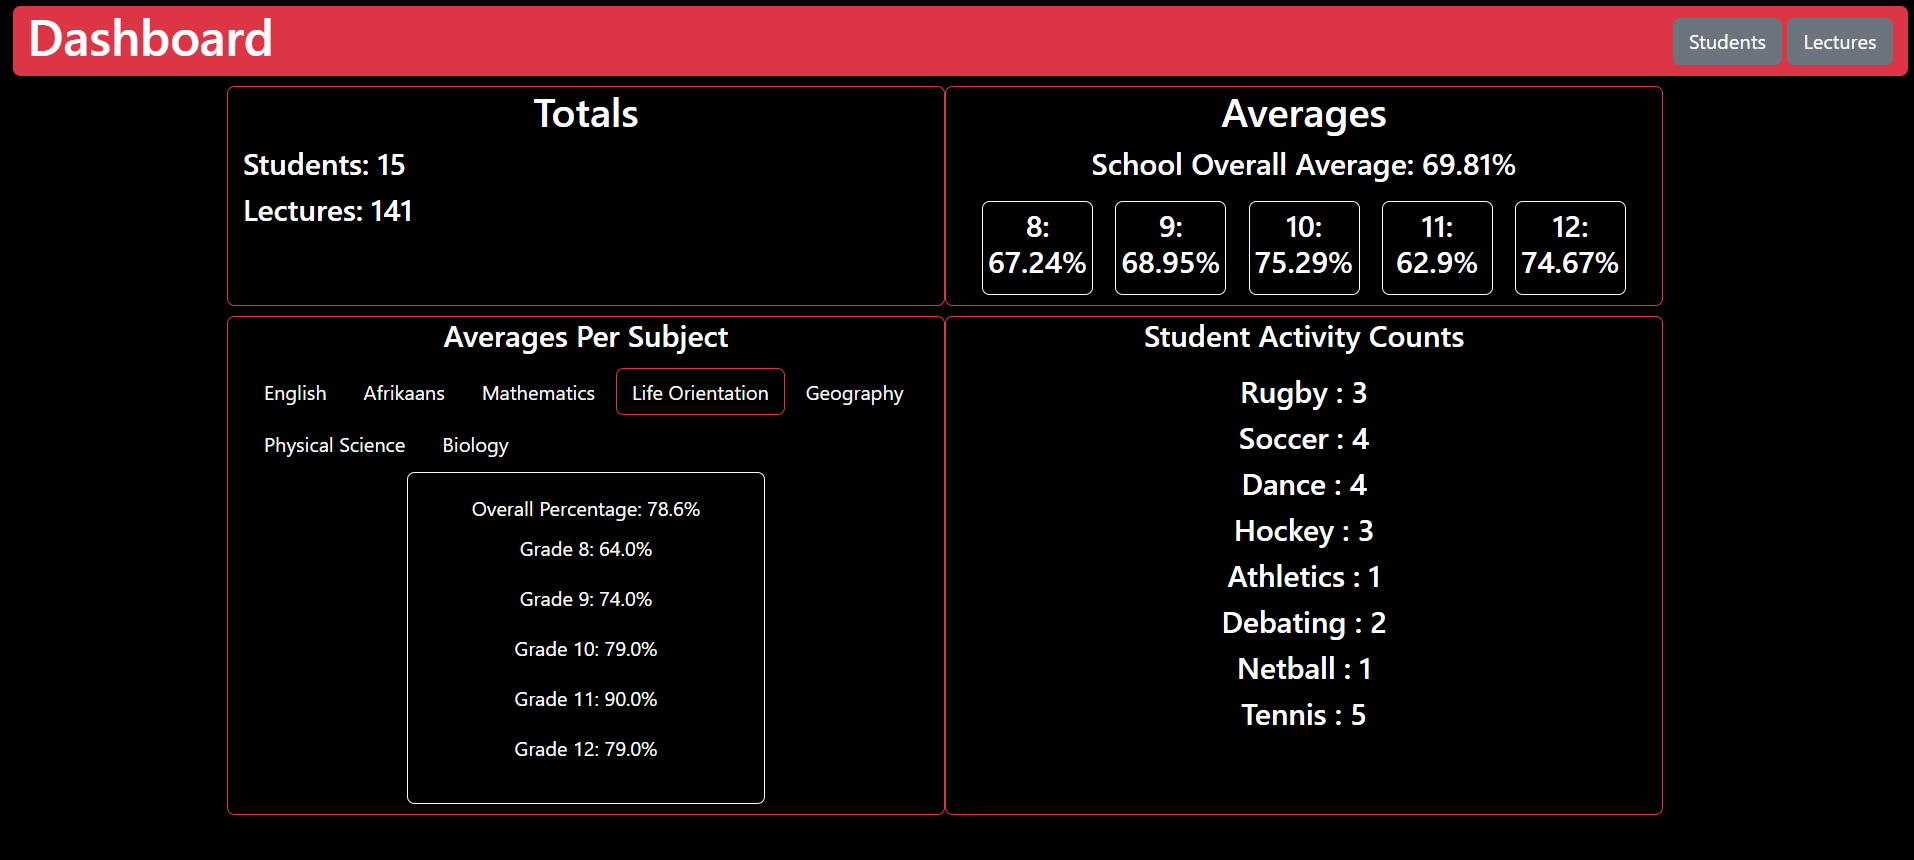 Dashboard
Students
Lectures
Totals
Students: 15
Lectures: 141
Averages
School Overall Average: 69.81%
8:
67.24%
9:
68.95%
10:
75.29%
11:
62.9%
12:
74.67%
Averages Per Subject
English Afrikaans Mathematics Life Orientation Geography
Physical Science Biology
Overall Percentage: 78.6%
Grade 8: 64.0%
Grade 9: 74.0%
Grade 10: 79.0%
Grade 11: 90.0%
Grade 12: 79.0%
Student Activity Counts
Rugby : 3
Soccer : 4
Dance : 4
Hockey : 3
Athletics : 1
Debating : 2
Netball : 1
Tennis : 5